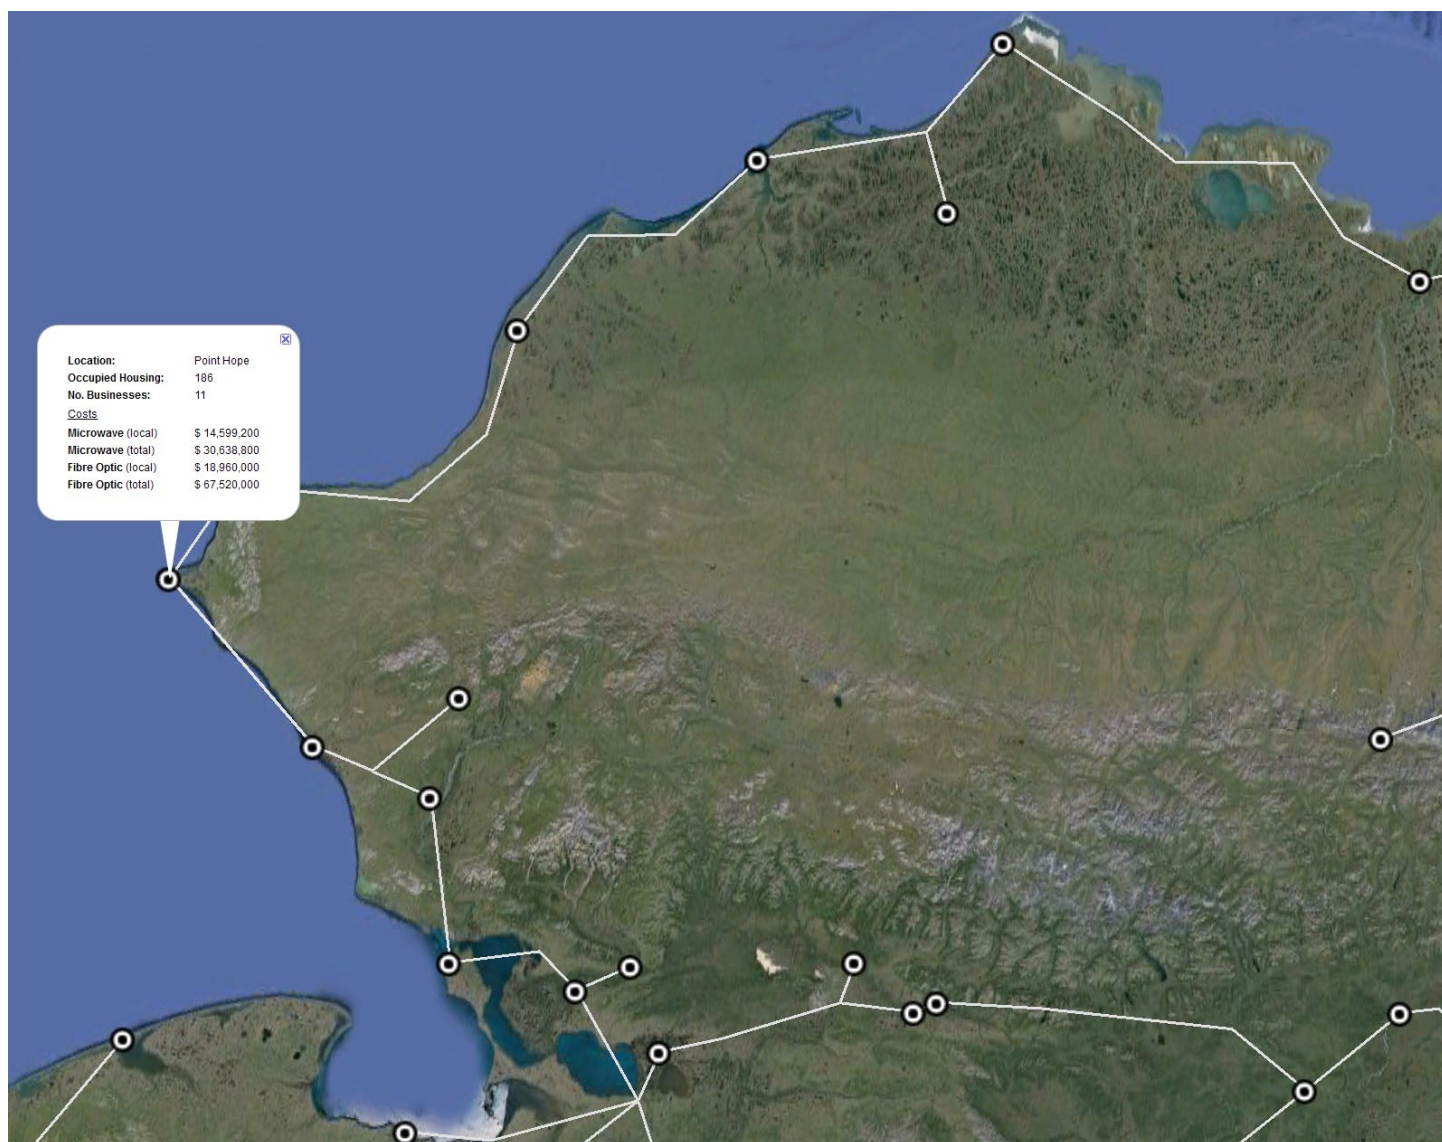 Location: Point Hope
Occupied Housing: 186
No. Businesses: 11
Costs
Microwave (local) $ 14,599,200
Microwave (total) $ 30,638,800
Fibre Optic (local) $ 18,960,000
Fibre Optic (total) $ 67,520,000